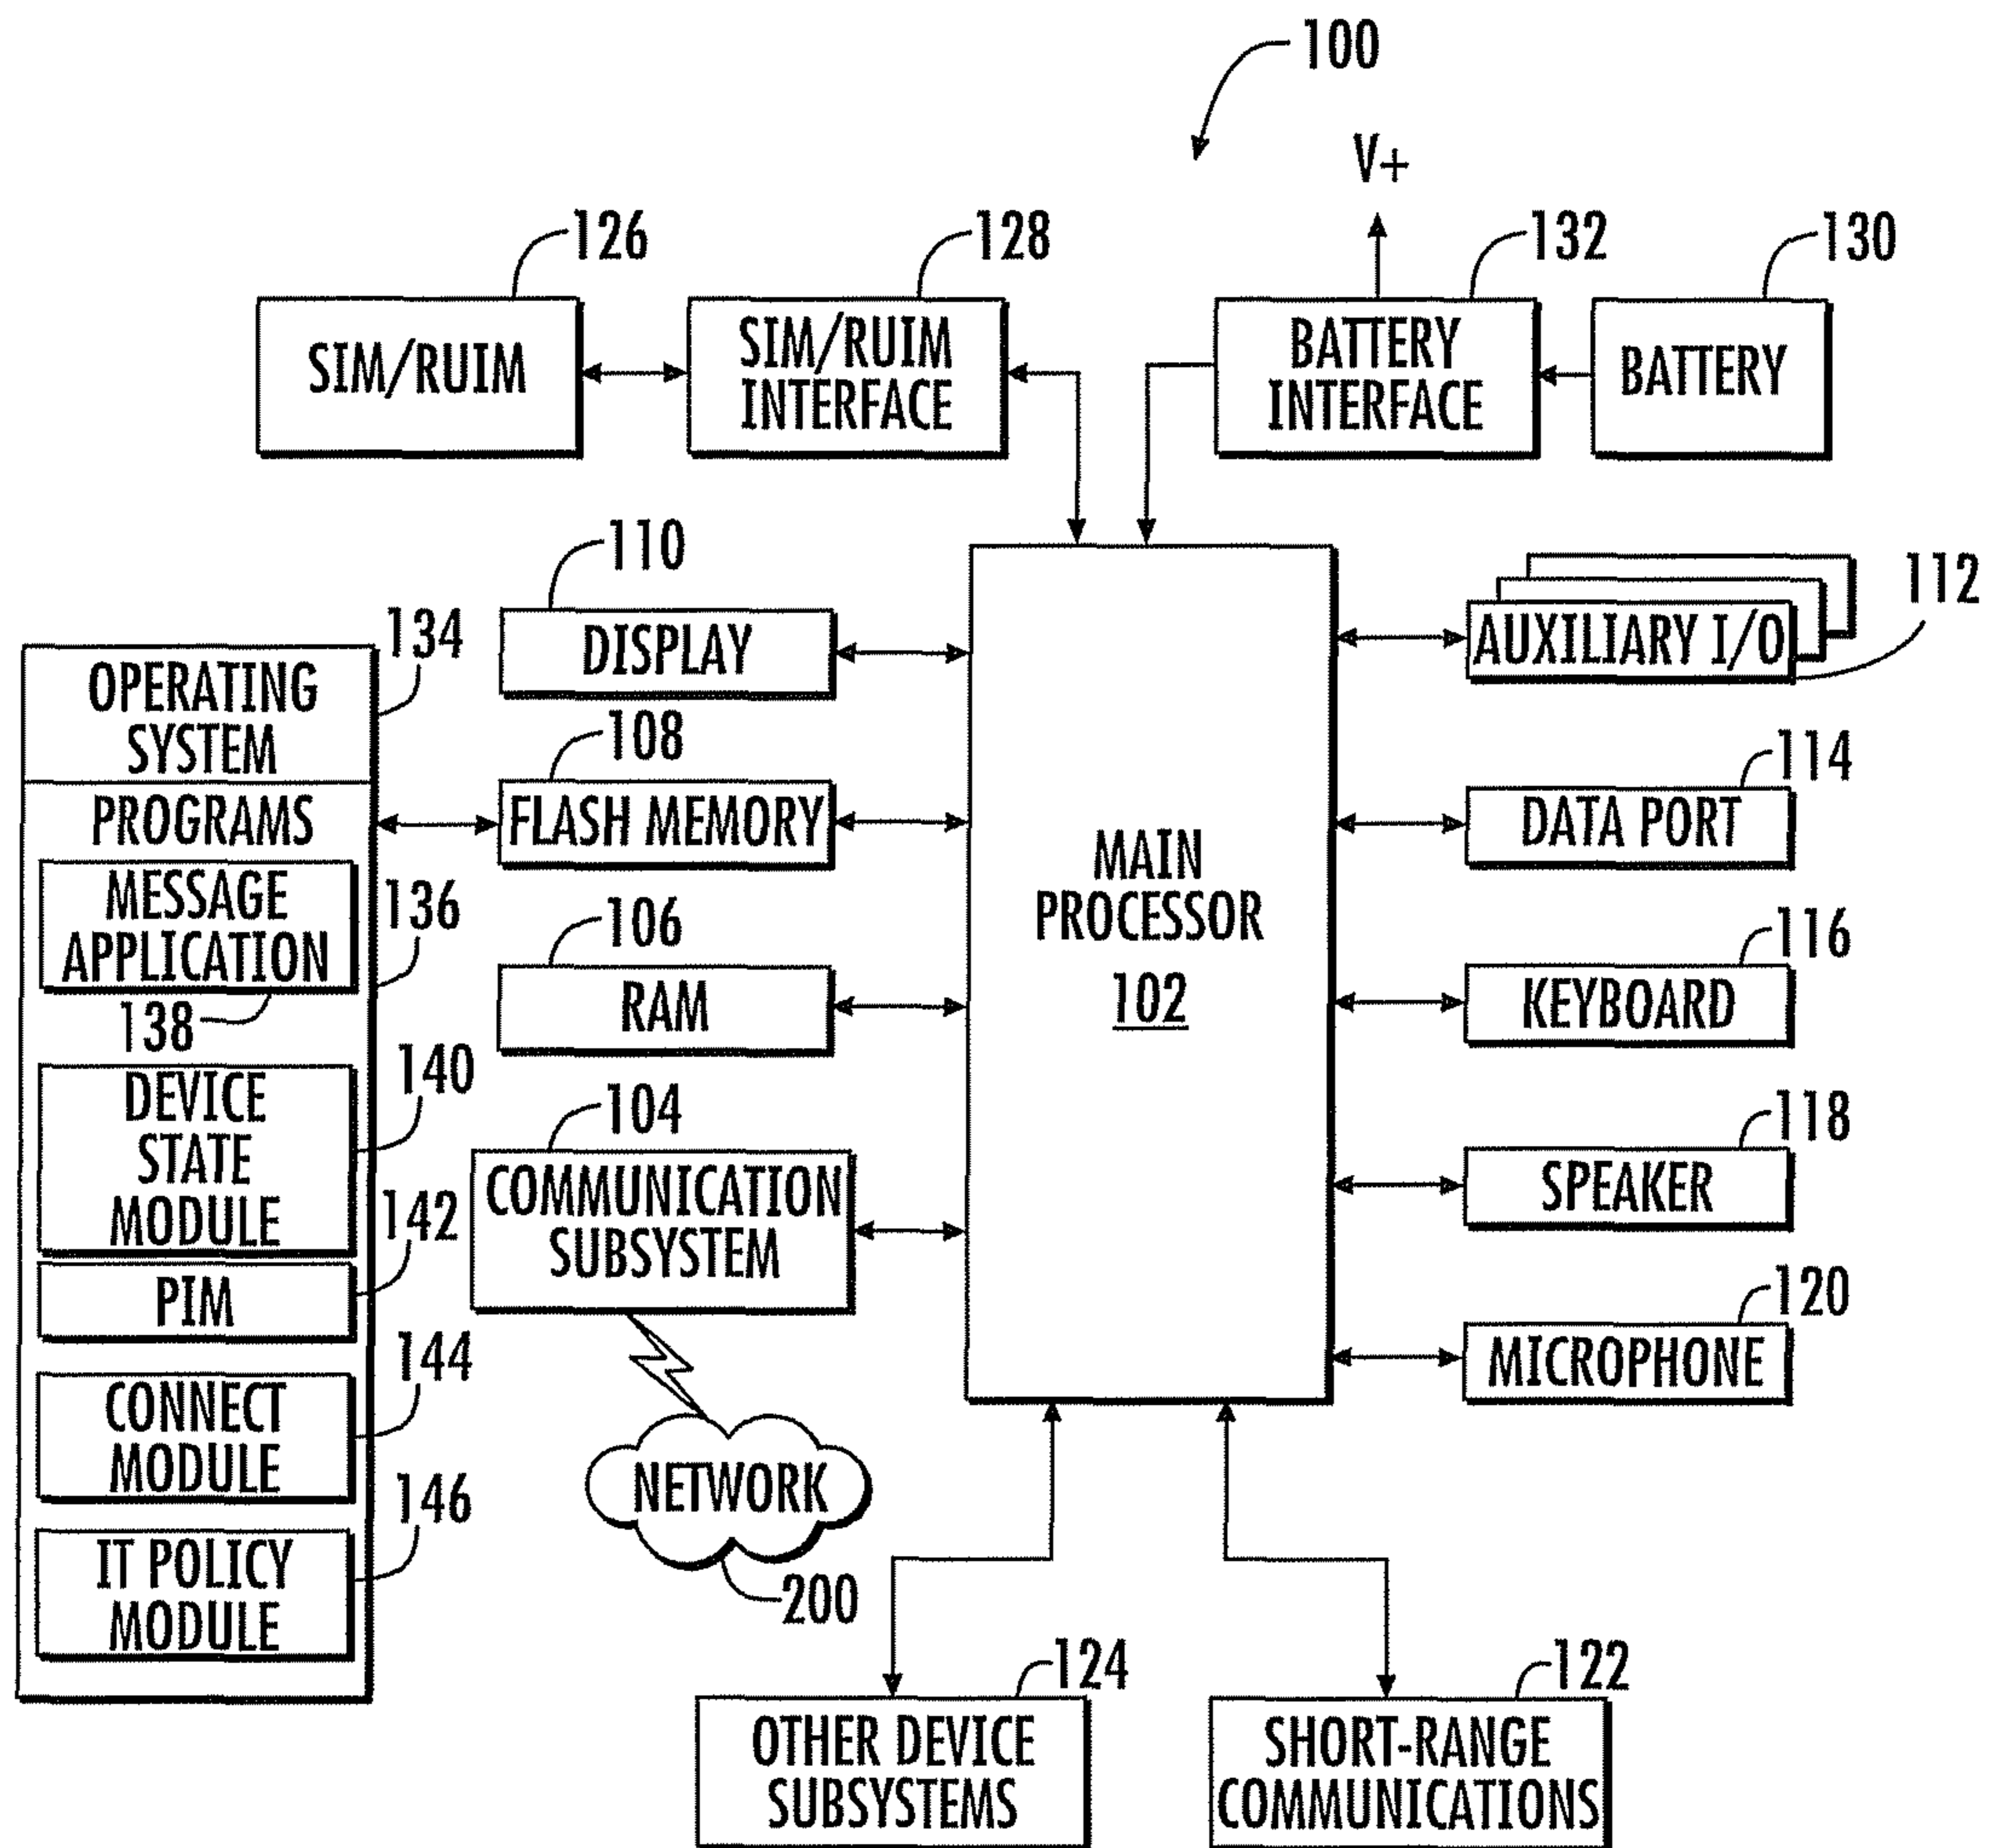 100
V+
126
128
132
130
SIM/RUIM
SIM/RUIM
INTERFACE
BATTERY
INTERFACE
BATTERY
110
DISPLAY
134
OPERATING
SYSTEM
108
FLASH MEMORY
PROGRAMS
MESSAGE
APPLICATION
138
136
106
RAM
140
DEVICE
STATE
MODULE
104
COMMUNICATION
SUBSYSTEM
142
PIM
144
CONNECT
MODULE
146
IT POLICY
MODULE
NETWORK
200
MAIN
PROCESSOR
102
112
AUXILIARY I/O
114
DATA PORT
116
KEYBOARD
118
SPEAKER
120
MICROPHONE
124
OTHER DEVICE
SUBSYSTEMS
122
SHORT-RANGE
COMMUNICATIONS